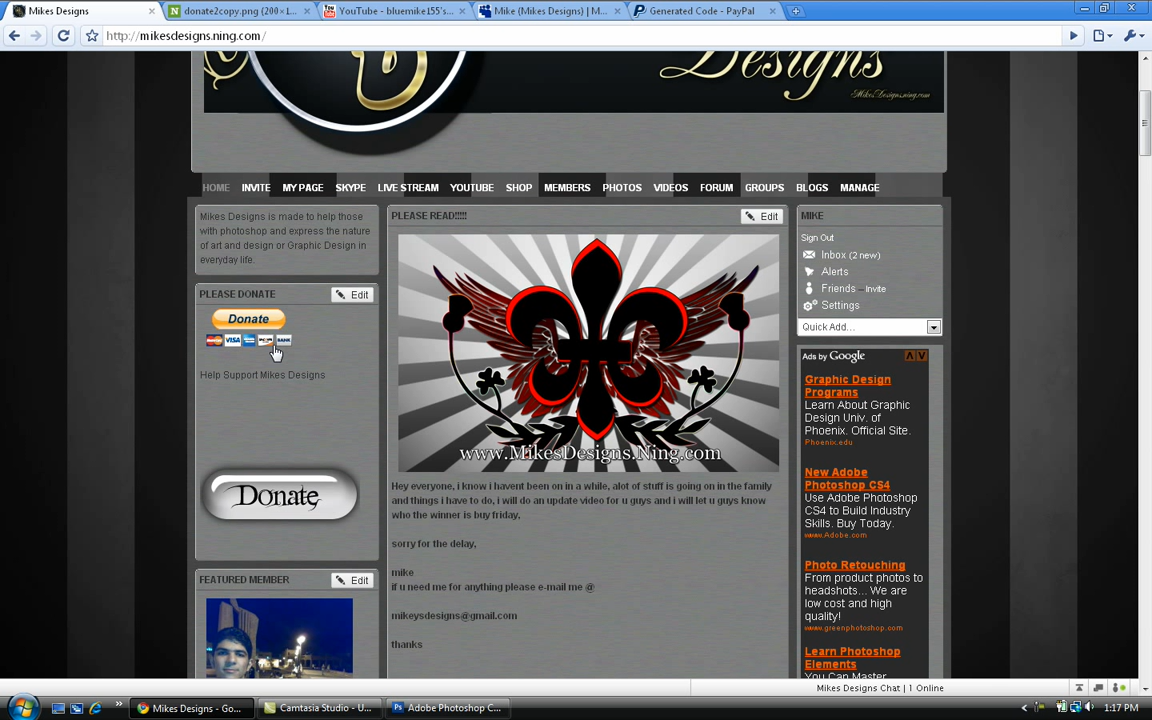 Mikes Designs
donate2copy.png (200×1...
YouTube - bluemike155's...
Mike (Mikes Designs) | M...
Generated Code - PayPal
http://mikesdesigns.ning.com/
Designs
MikesDesigns.ning.com
HOME INVITE MY PAGE SKYPE LIVE STREAM YOUTUBE SHOP MEMBERS PHOTOS VIDEOS FORUM GROUPS BLOGS MANAGE
Mikes Designs is made to help those
with photoshop and express the nature
of art and design or Graphic Design in
everyday life.
PLEASE DONATE
Edit
Donate
VISA
BANK
Help Support Mikes Designs
Donate
FEATURED MEMBER
Edit
PLEASE READ!!!!!
Edit
www.MikesDesigns.Ning.com
Hey everyone, i know i havent been on in a while, alot of stuff is going on in the family
and things i have to do, i will do an update video for u guys and i will let u guys know
who the winner is buy friday,
sorry for the delay,
mike
if u need me for anything please e-mail me @
mikeysdesigns@gmail.com
thanks
MIKE
Sign Out
Inbox (2 new)
Alerts
Friends – Invite
Settings
Quick Add...
Ads by Google
Graphic Design
Programs
Learn About Graphic
Design Univ. of
Phoenix. Official Site.
Phoenix.edu
New Adobe
Photoshop CS4
Use Adobe Photoshop
CS4 to Build Industry
Skills. Buy Today.
www.Adobe.com
Photo Retouching
From product photos to
headshots... We are
low cost and high
quality!
www.greenphotoshop.com
Learn Photoshop
Elements
You Can Master
Mikes Designs Chat | 1 Online
Mikes Designs - Go...
Camtasia Studio - U...
Adobe Photoshop C...
1:17 PM